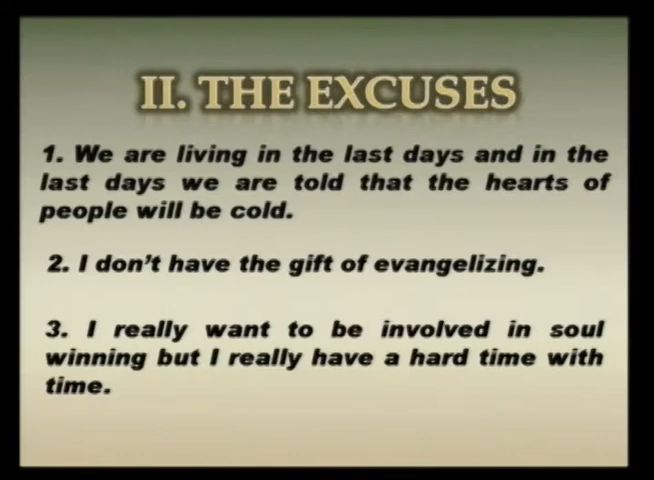 II. THE EXCUSES
1. We are living in the last days and in the
last days we are told that the hearts of
people will be cold.
2. I don't have the gift of evangelizing.
3. I really want to be involved in soul
winning but I really have a hard time with
time.